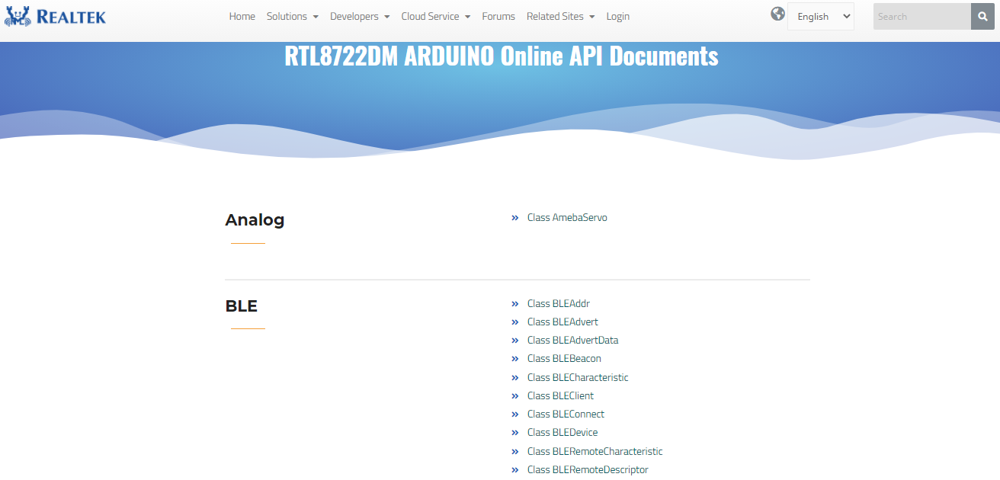 REALTEK Home Solutions Developers Cloud Service Forums Related Sites Login English Search
RTL8722DM ARDUINO Online API Documents
Analog
» Class AmebaServo
BLE
» Class BLEAddr
» Class BLEAdvert
» Class BLEAdvertData
» Class BLEBeacon
» Class BLECharacteristic
» Class BLEClient
» Class BLEConnect
» Class BLEDevice
» Class BLERemoteCharacteristic
» Class BLERemoteDescriptor